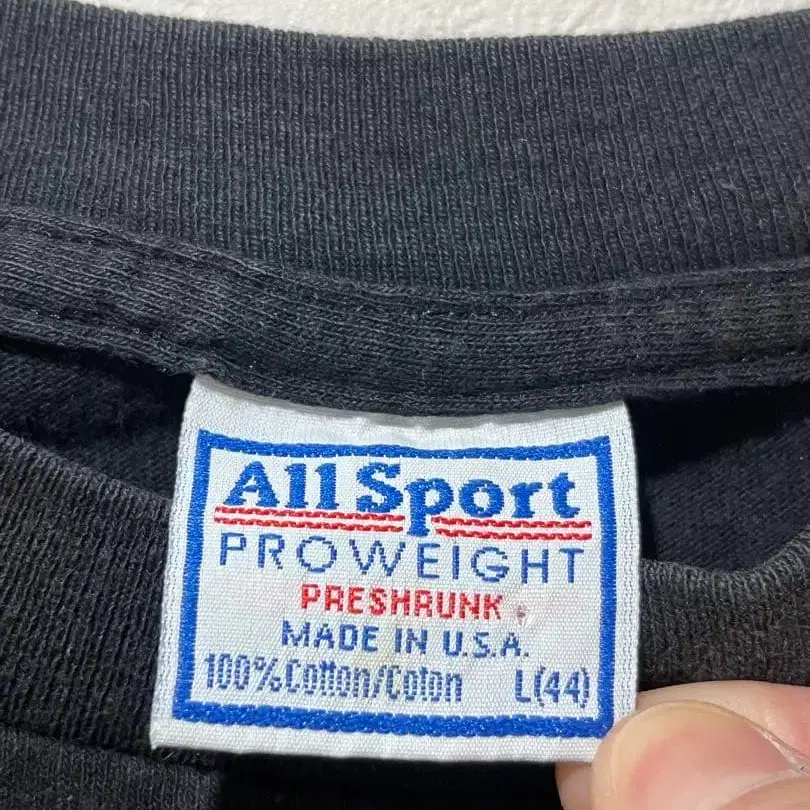 All Sport
PROWEIGHT
PRESHRUNK
MADE IN U.S.A.
100% Cotton/Coton L(44)